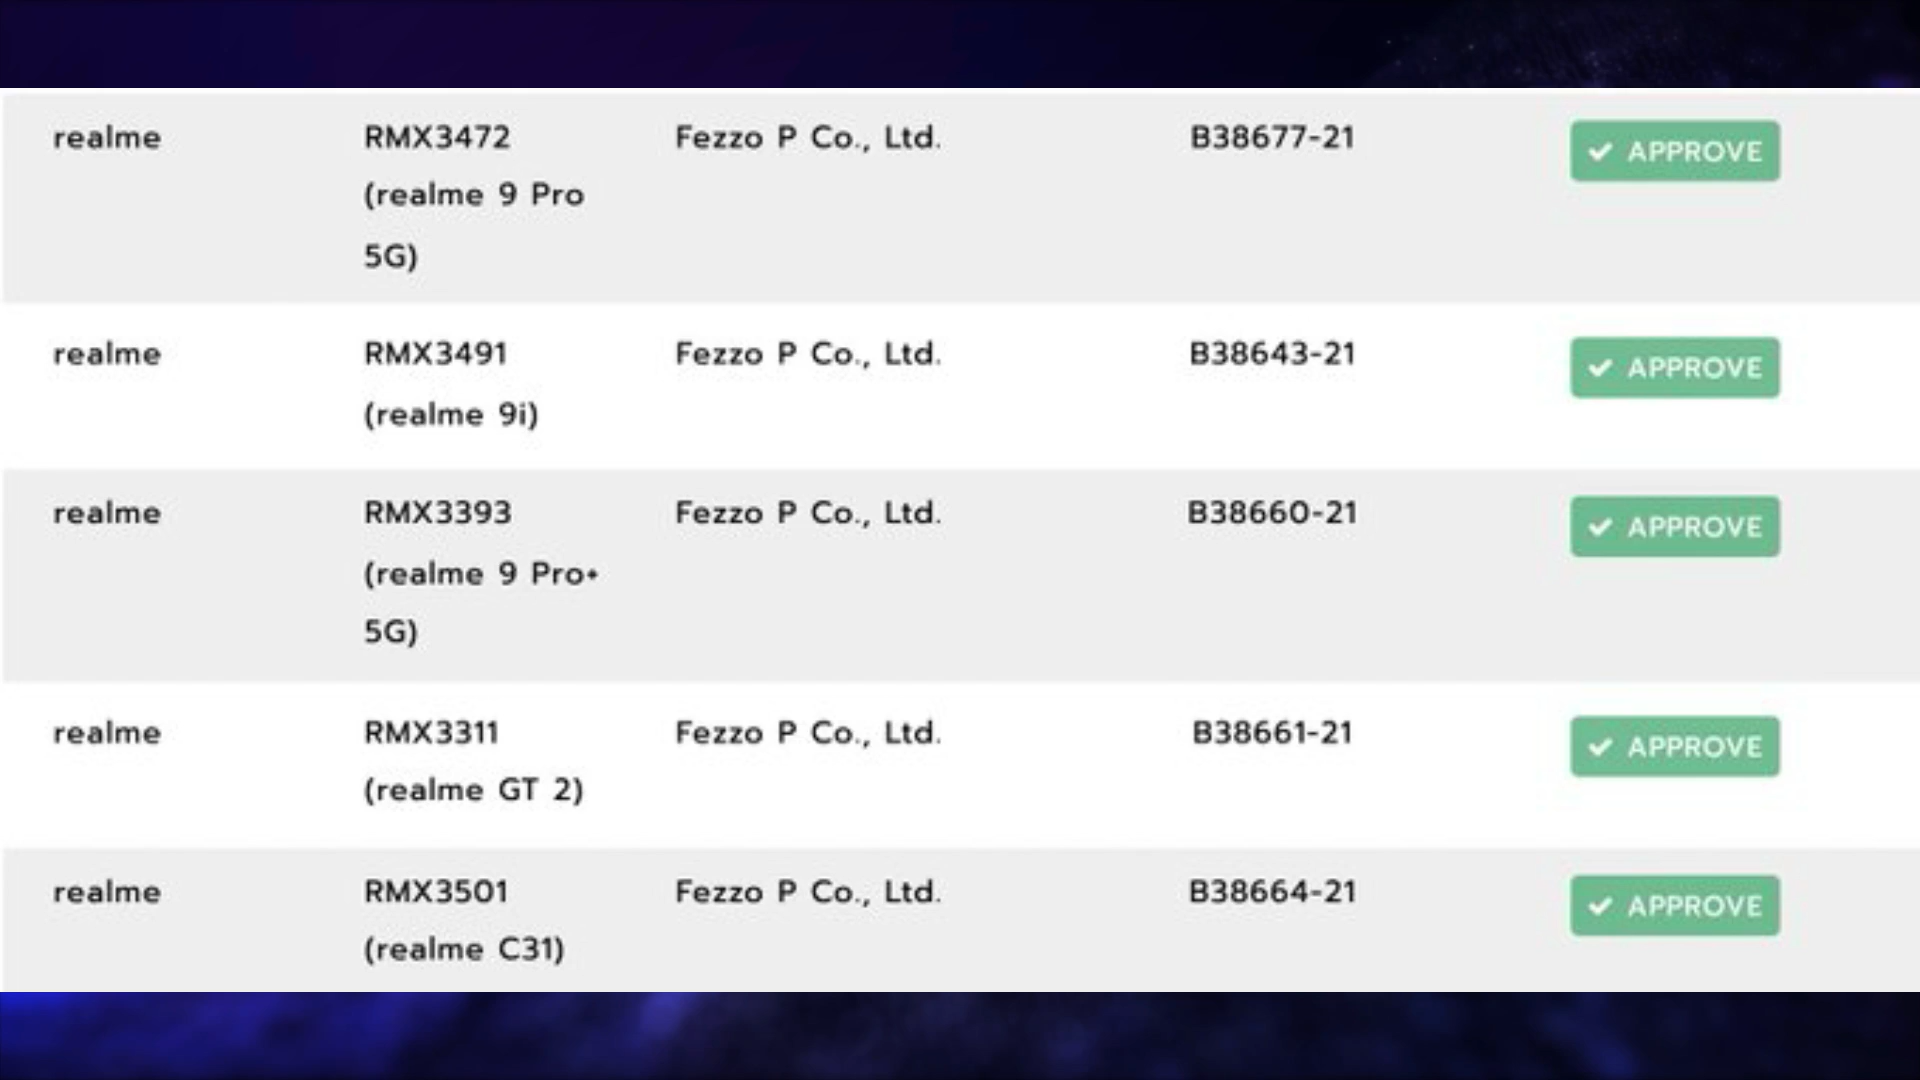 realme RMX3472 Fezzo P Co., Ltd. B38677-21 APPROVE
(realme 9 Pro
5G)
realme RMX3491 Fezzo P Co., Ltd. B38643-21 APPROVE
(realme 9i)
realme RMX3393 Fezzo P Co., Ltd. B38660-21 APPROVE
(realme 9 Pro+
5G)
realme RMX3311 Fezzo P Co., Ltd. B38661-21 APPROVE
(realme GT 2)
realme RMX3501 Fezzo P Co., Ltd. B38664-21 APPROVE
(realme C31)